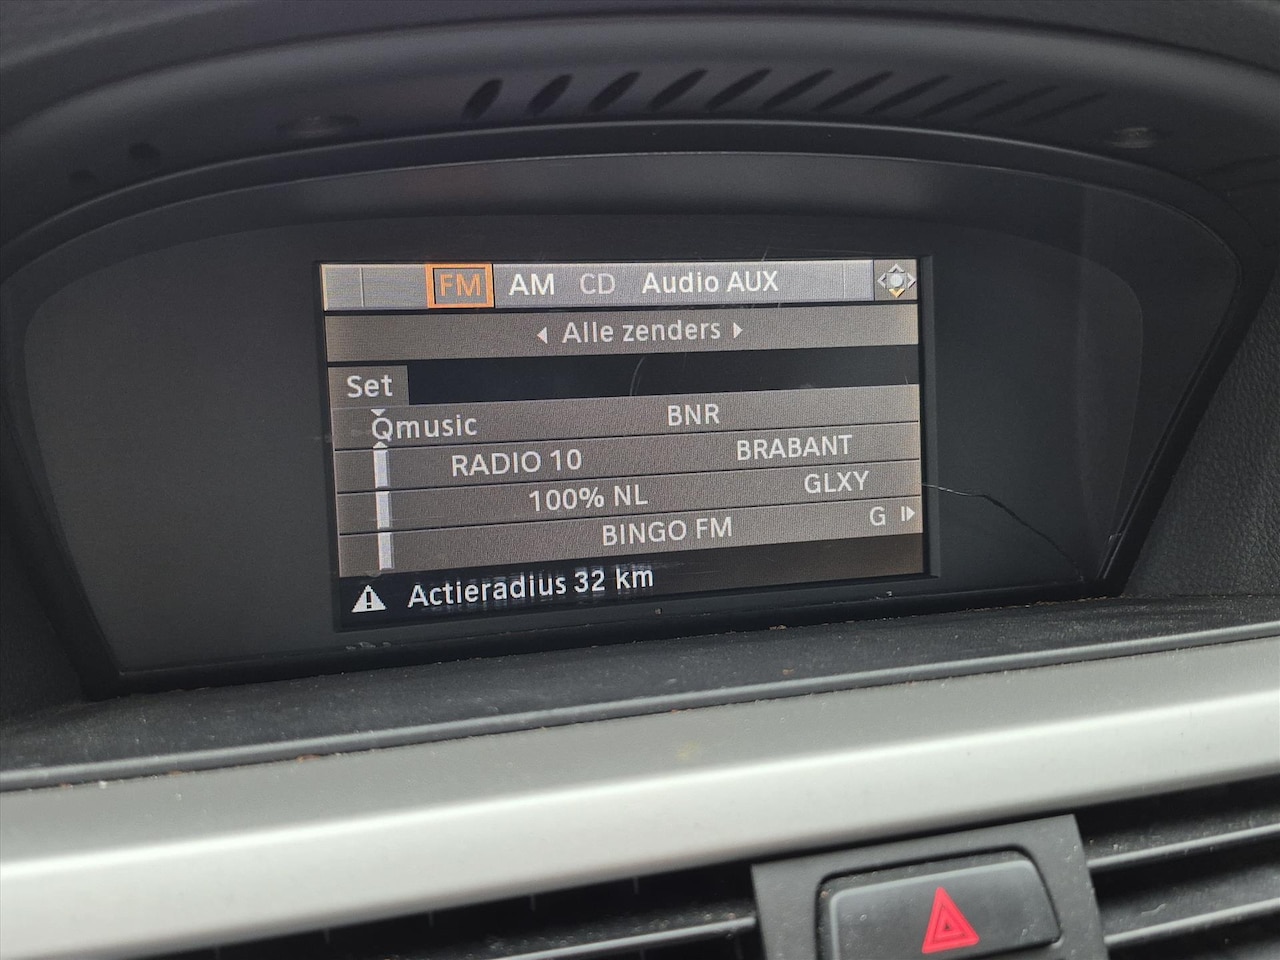 FM AM CD Audio AUX
Alle zenders
Set
Qmusic BNR
RADIO 10 BRABANT
100% NL GLXY
BINGO FM G
Actieradius 32 km